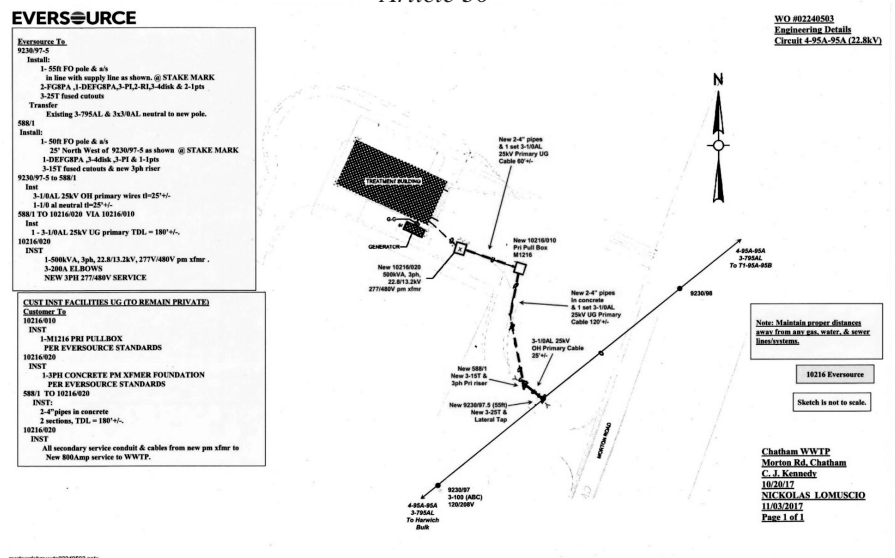 EVERSOURCE
WO #02240503
Engineering Details
Circuit 4-95A-95A (22.8kV)
Eversource To
9230/97-5
Install:
1- 55ft FO pole & a/s
in line with supply line as shown. @ STAKE MARK
2-FG8PA ,1-DEFG8PA,3-PI,2-RI,3-4disk & 2-1pts
3-25T fused cutouts
Transfer
Existing 3-795AL & 3x3/0AL neutral to new pole.
588/1
Install:
1- 50ft FO pole & a/s
25' North West of 9230/97-5 as shown @ STAKE MARK
1-DEFG8PA ,3-4disk ,3-PI & 1-1pts
3-15T fused cutouts & new 3ph riser
9230/97-5 to 588/1
Inst
3-1/0AL 25kV OH primary wires tl=25'+/-
1-1/0 al neutral tl=25'+/-
588/1 TO 10216/020 VIA 10216/010
Inst
1 - 3-1/0AL 25kV UG primary TDL = 180'+/-.
10216/020
INST
1-500kVA, 3ph, 22.8/13.2kV, 277V/480V pm xfmr .
3-200A ELBOWS
NEW 3PH 277/480V SERVICE
CUST INST FACILITIES UG (TO REMAIN PRIVATE)
Customer To
10216/010
INST
1-M1216 PRI PULLBOX
PER EVERSOURCE STANDARDS
10216/020
INST
1-3PH CONCRETE PM XFMER FOUNDATION
PER EVERSOURCE STANDARDS
588/1 TO 10216/020
INST:
2-4"pipes in concrete
2 sections, TDL = 180'+/-.
10216/020
INST
All secondary service conduit & cables from new pm xfmr to
New 800Amp service to WWTP.
N
New 2-4" pipes
& 1 set 3-1/0AL
25kV Primary UG
Cable 60'+/-
TREATMENT BUILDING
GENERATOR
New 10216/010
Pri Pull Box
M1216
New 10216/020
500kVA, 3ph,
22.8/13.2kV
277/480V pm xfmr
4-95A-95A
3-795AL
To T1-95A-95B
9230/98
New 2-4" pipes
In concrete
& 1 set 3-1/0AL
25kV UG Primary
Cable 120'+/-
3-1/0AL 25kV
OH Primary Cable
25'+/-
New 588/1
New 3-15T &
3ph Pri riser
New 9230/97.5 (55ft)
New 3-25T &
Lateral Tap
MORTON ROAD
9230/97
3-100 (ABC)
120/208V
4-95A-95A
3-795AL
To Harwich
Bulk
Note: Maintain proper distances
away from any gas, water, & sewer
lines/systems.
10216 Eversource
Sketch is not to scale.
Chatham WWTP
Morton Rd, Chatham
C. J. Kennedy
10/20/17
NICKOLAS LOMUSCIO
11/03/2017
Page 1 of 1